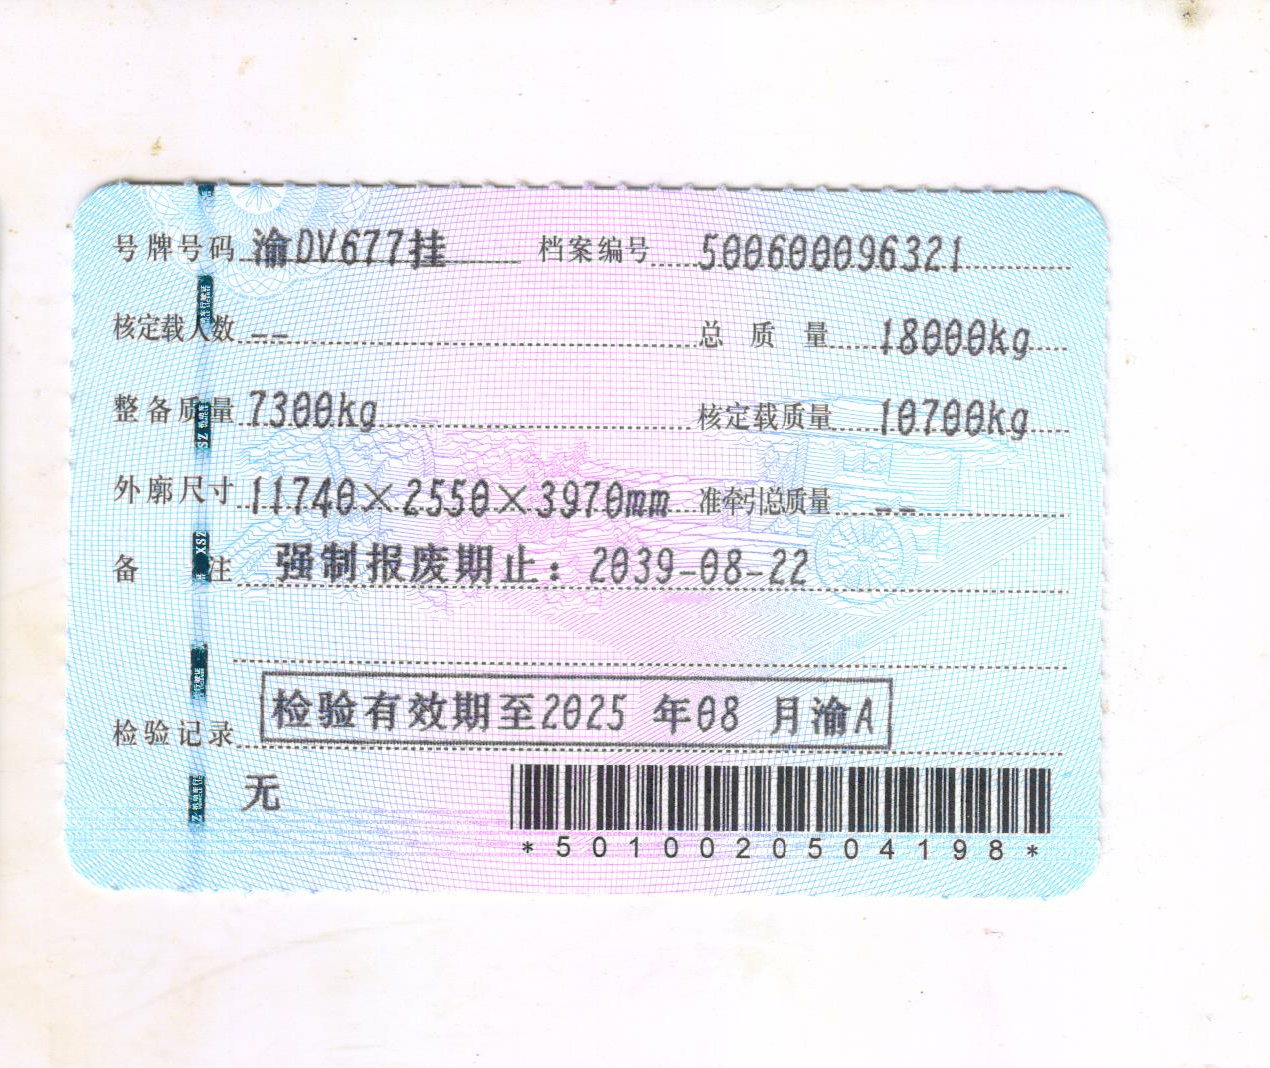 号牌号码 渝DV677挂 档案编号 500600096321
核定载人数 -- 总质量 18000kg
整备质量 7300kg 核定载质量 10700kg
外廓尺寸 11740×2550×3970mm 准牵引总质量 --
备注 强制报废期止：2039-08-22
检验记录 检验有效期至2025 年08 月渝A
无
*5010020504198*